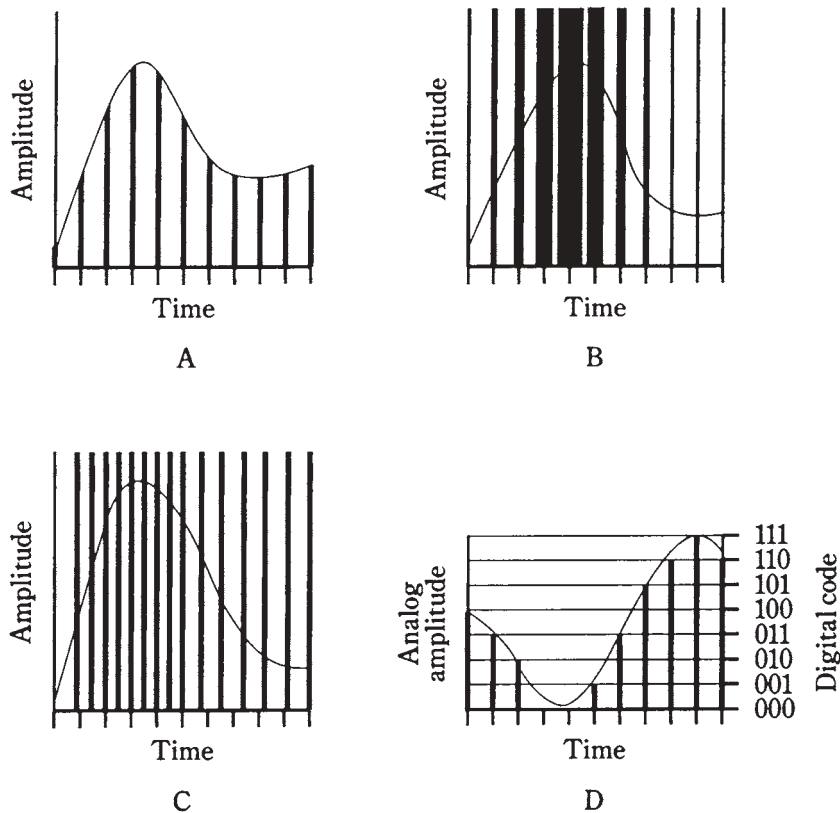 Amplitude
Time
A
Amplitude
Time
B
Amplitude
Time
C
Analog
amplitude
111
110
101
100
011
010
001
000
Digital code
Time
D